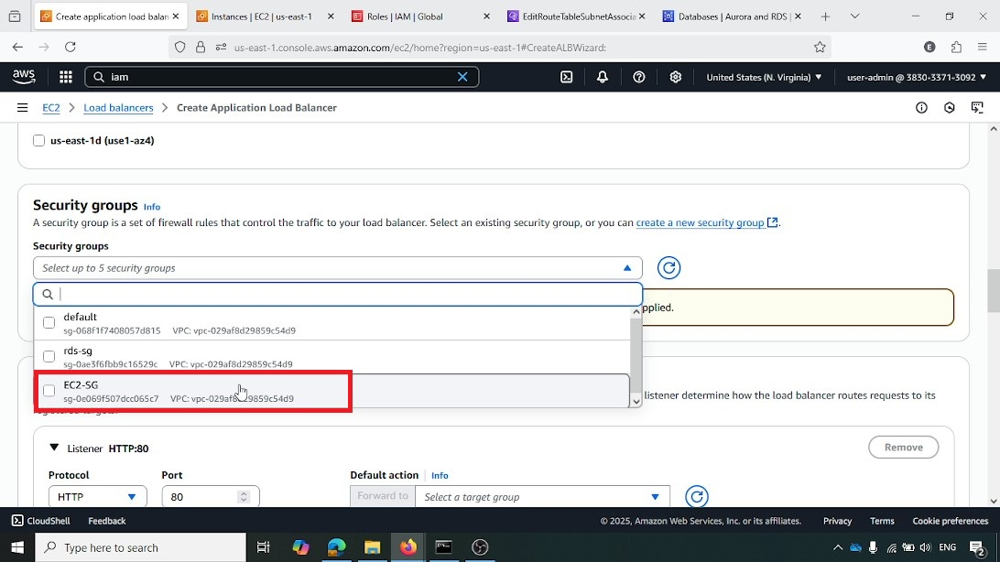 Create application load balan
Instances | EC2 | us-east-1
Roles | IAM | Global
EditRouteTableSubnetAssocia
Databases | Aurora and RDS |
us-east-1.console.aws.amazon.com/ec2/home?region=us-east-1#CreateALBWizard:
aws
iam
United States (N. Virginia)
user-admin @ 3830-3371-3092
EC2 > Load balancers > Create Application Load Balancer
us-east-1d (use1-az4)
Security groups Info
A security group is a set of firewall rules that control the traffic to your load balancer. Select an existing security group, or you can create a new security group.
Security groups
Select up to 5 security groups
pplied.
default
sg-068f1f7408057d815 VPC: vpc-029af8d29859c54d9
rds-sg
sg-0ae3f6fbb9c16529c VPC: vpc-029af8d29859c54d9
EC2-SG
sg-0e069f507dcc065c7 VPC: vpc-029af8d29859c54d9
listener determine how the load balancer routes requests to its
Listener HTTP:80
Remove
Protocol
Port
Default action Info
HTTP
80
Forward to
Select a target group
CloudShell Feedback
© 2025, Amazon Web Services, Inc. or its affiliates. Privacy Terms Cookie preferences
Type here to search
ENG
2